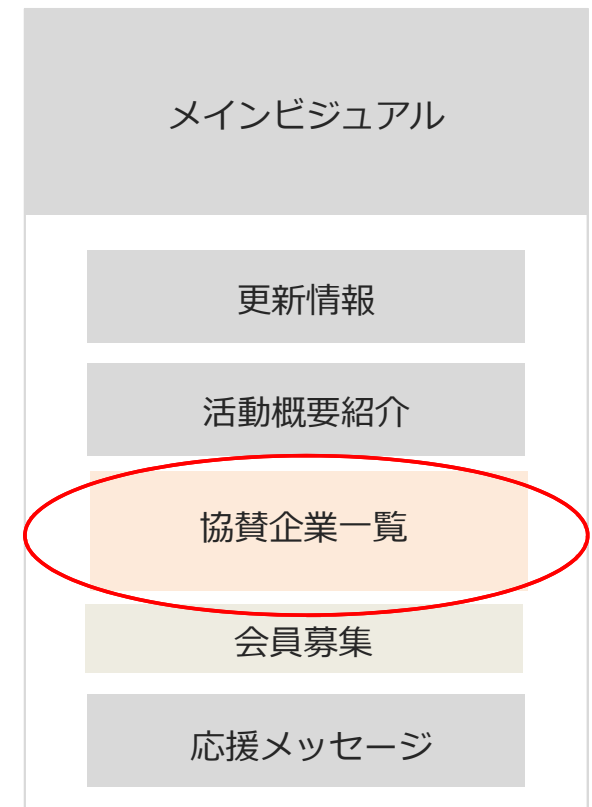 メインビジュアル
更新情報
活動概要紹介
協賛企業一覧
会員募集
応援メッセージ